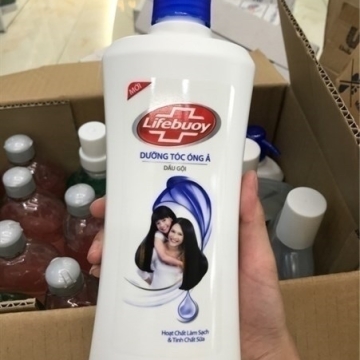 MỚI
Lifebuoy
DƯỠNG TÓC ÓNG Ả
DẦU GỘI
Hoạt Chất Làm Sạch
& Tinh Chất Sữa